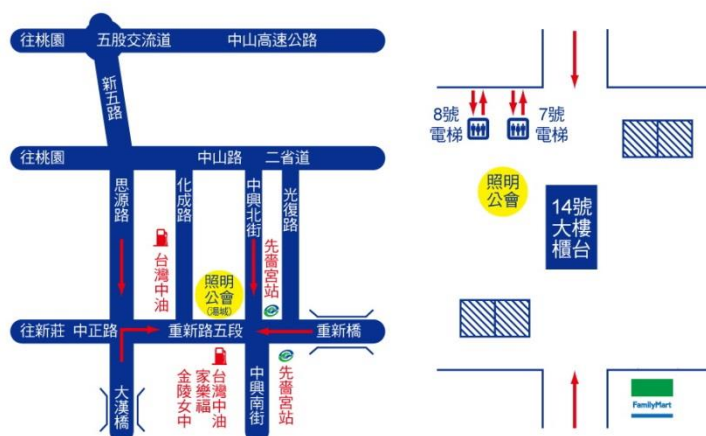 往桃園 五股交流道 中山高速公路
新五路
往桃園 中山路 二省道
思源路
化成路
中興北街
光復路
台灣中油
照明
公會
(湯城)
先嗇宮站
往新莊 中正路 重新路五段 重新橋
大漢橋
台灣中油
家樂福
金陵女中
中興南街
先嗇宮站
8號
電梯
7號
電梯
照明
公會
14號
大樓
櫃台
FamilyMart